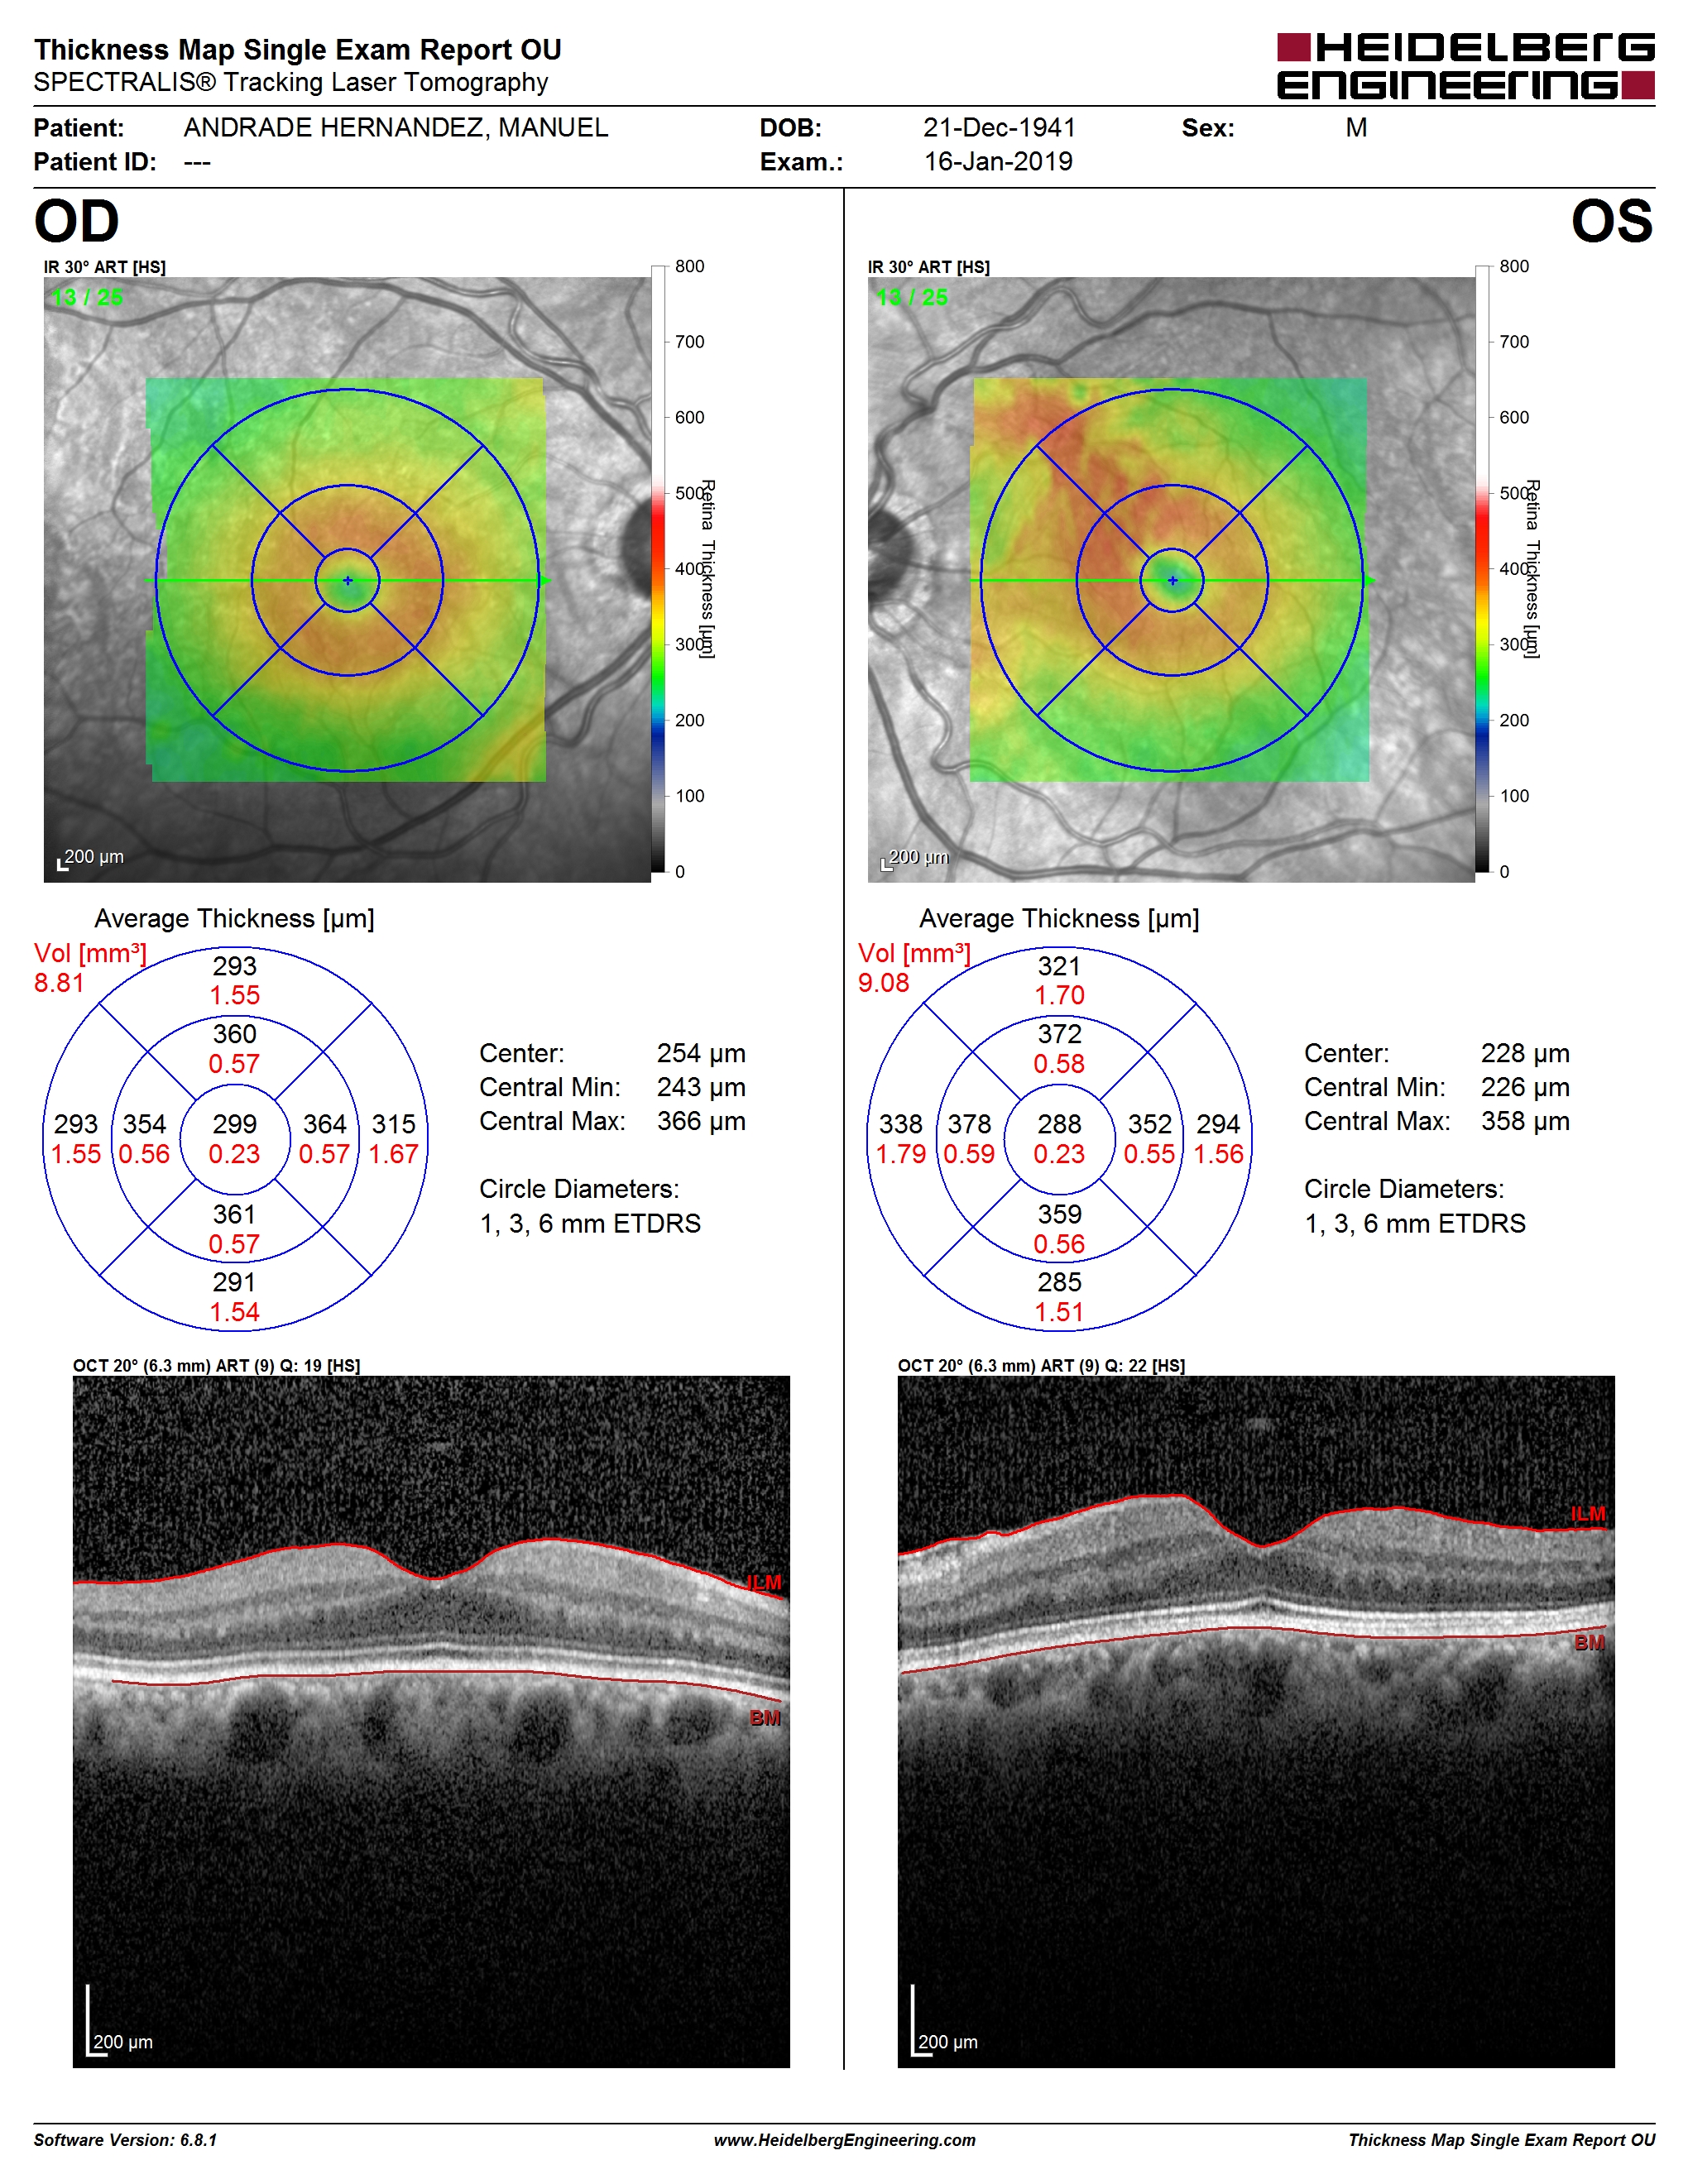 Thickness Map Single Exam Report OU
SPECTRALIS® Tracking Laser Tomography
HEIDELBERG
ENGINEERING
Patient: ANDRADE HERNANDEZ, MANUEL DOB: 21-Dec-1941 Sex: M
Patient ID: --- Exam.: 16-Jan-2019
OD
IR 30° ART [HS]
13 / 25
200 µm
800
700
600
500
400
300
200
100
0
Retina Thickness [µm]
Average Thickness [µm]
Vol [mm³]
8.81
293
1.55
360
0.57
293 354 299 364 315
1.55 0.56 0.23 0.57 1.67
361
0.57
291
1.54
Center: 254 µm
Central Min: 243 µm
Central Max: 366 µm
Circle Diameters:
1, 3, 6 mm ETDRS
OCT 20° (6.3 mm) ART (9) Q: 19 [HS]
ILM
BM
200 µm
OS
IR 30° ART [HS]
13 / 25
200 µm
800
700
600
500
400
300
200
100
0
Retina Thickness [µm]
Average Thickness [µm]
Vol [mm³]
9.08
321
1.70
372
0.58
338 378 288 352 294
1.79 0.59 0.23 0.55 1.56
359
0.56
285
1.51
Center: 228 µm
Central Min: 226 µm
Central Max: 358 µm
Circle Diameters:
1, 3, 6 mm ETDRS
OCT 20° (6.3 mm) ART (9) Q: 22 [HS]
ILM
BM
200 µm
Software Version: 6.8.1 www.HeidelbergEngineering.com Thickness Map Single Exam Report OU